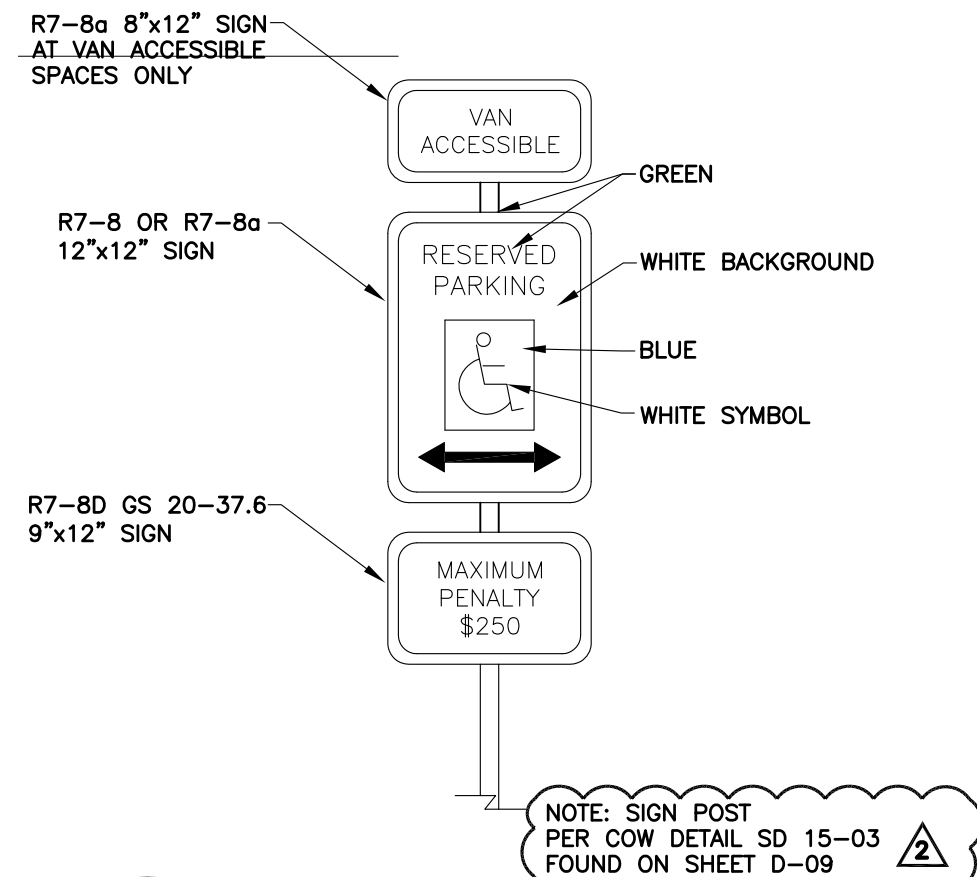 R7-8a 8"x12" SIGN
AT VAN ACCESSIBLE
SPACES ONLY
VAN
ACCESSIBLE
GREEN
R7-8 OR R7-8a
12"x12" SIGN
RESERVED
PARKING
WHITE BACKGROUND
BLUE
WHITE SYMBOL
R7-8D GS 20-37.6
9"x12" SIGN
MAXIMUM
PENALTY
$250
NOTE: SIGN POST
PER COW DETAIL SD 15-03
FOUND ON SHEET D-09
2